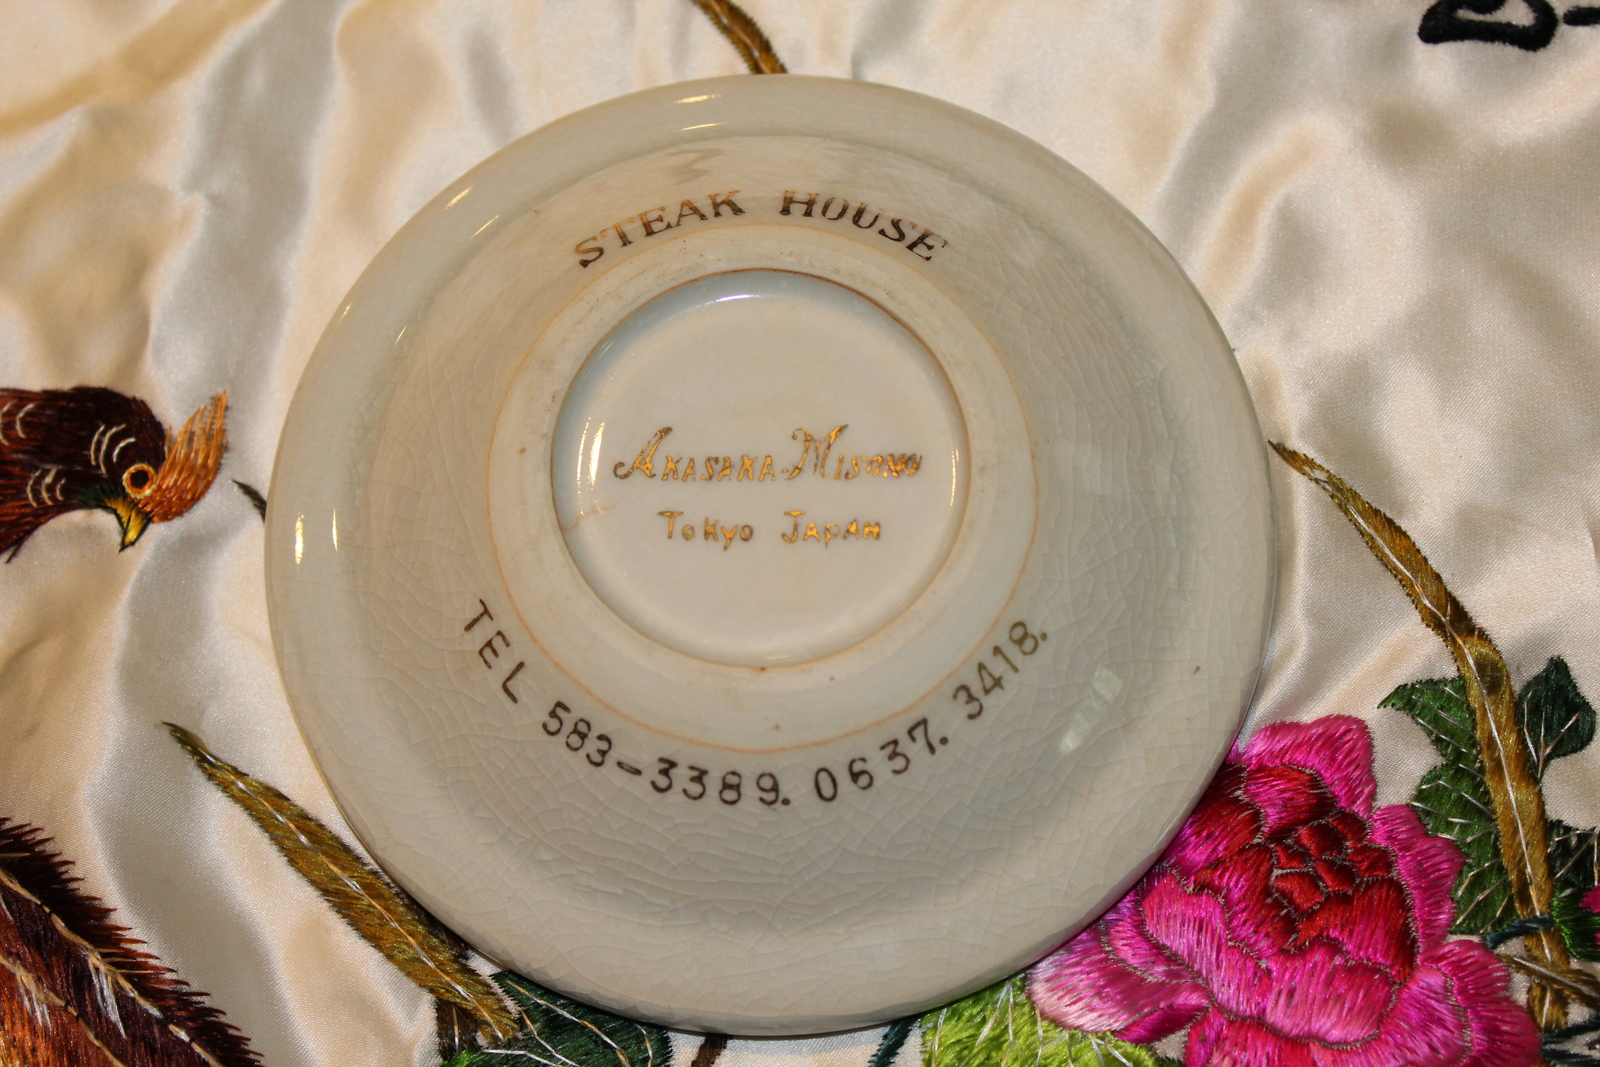 STEAK HOUSE
AKASAKA-MISONO
ToKyo JAPAN
TEL 583-3389. 0637. 3418.